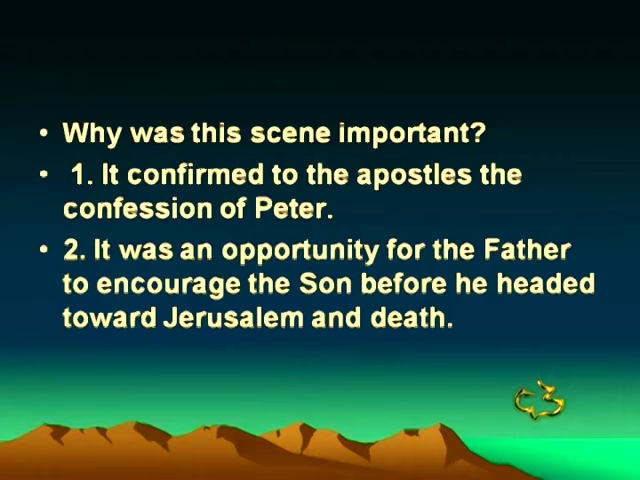 • Why was this scene important?
• 1. It confirmed to the apostles the
confession of Peter.
• 2. It was an opportunity for the Father
to encourage the Son before he headed
toward Jerusalem and death.